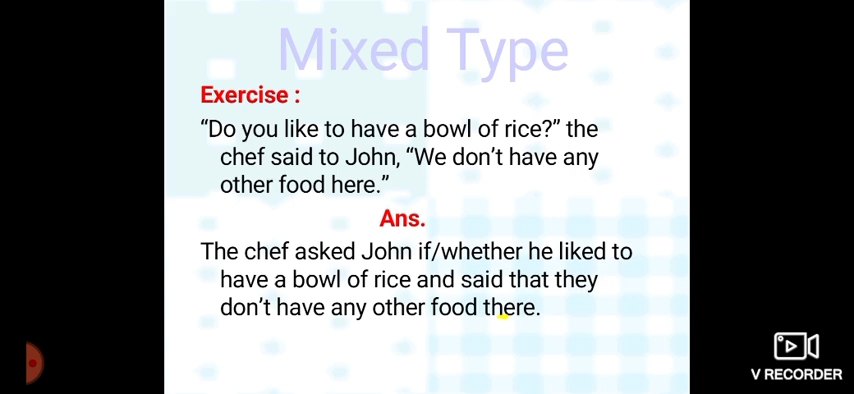 Mixed Type
Exercise :
“Do you like to have a bowl of rice?” the
chef said to John, “We don’t have any
other food here.”
Ans.
The chef asked John if/whether he liked to
have a bowl of rice and said that they
don’t have any other food there.
V RECORDER